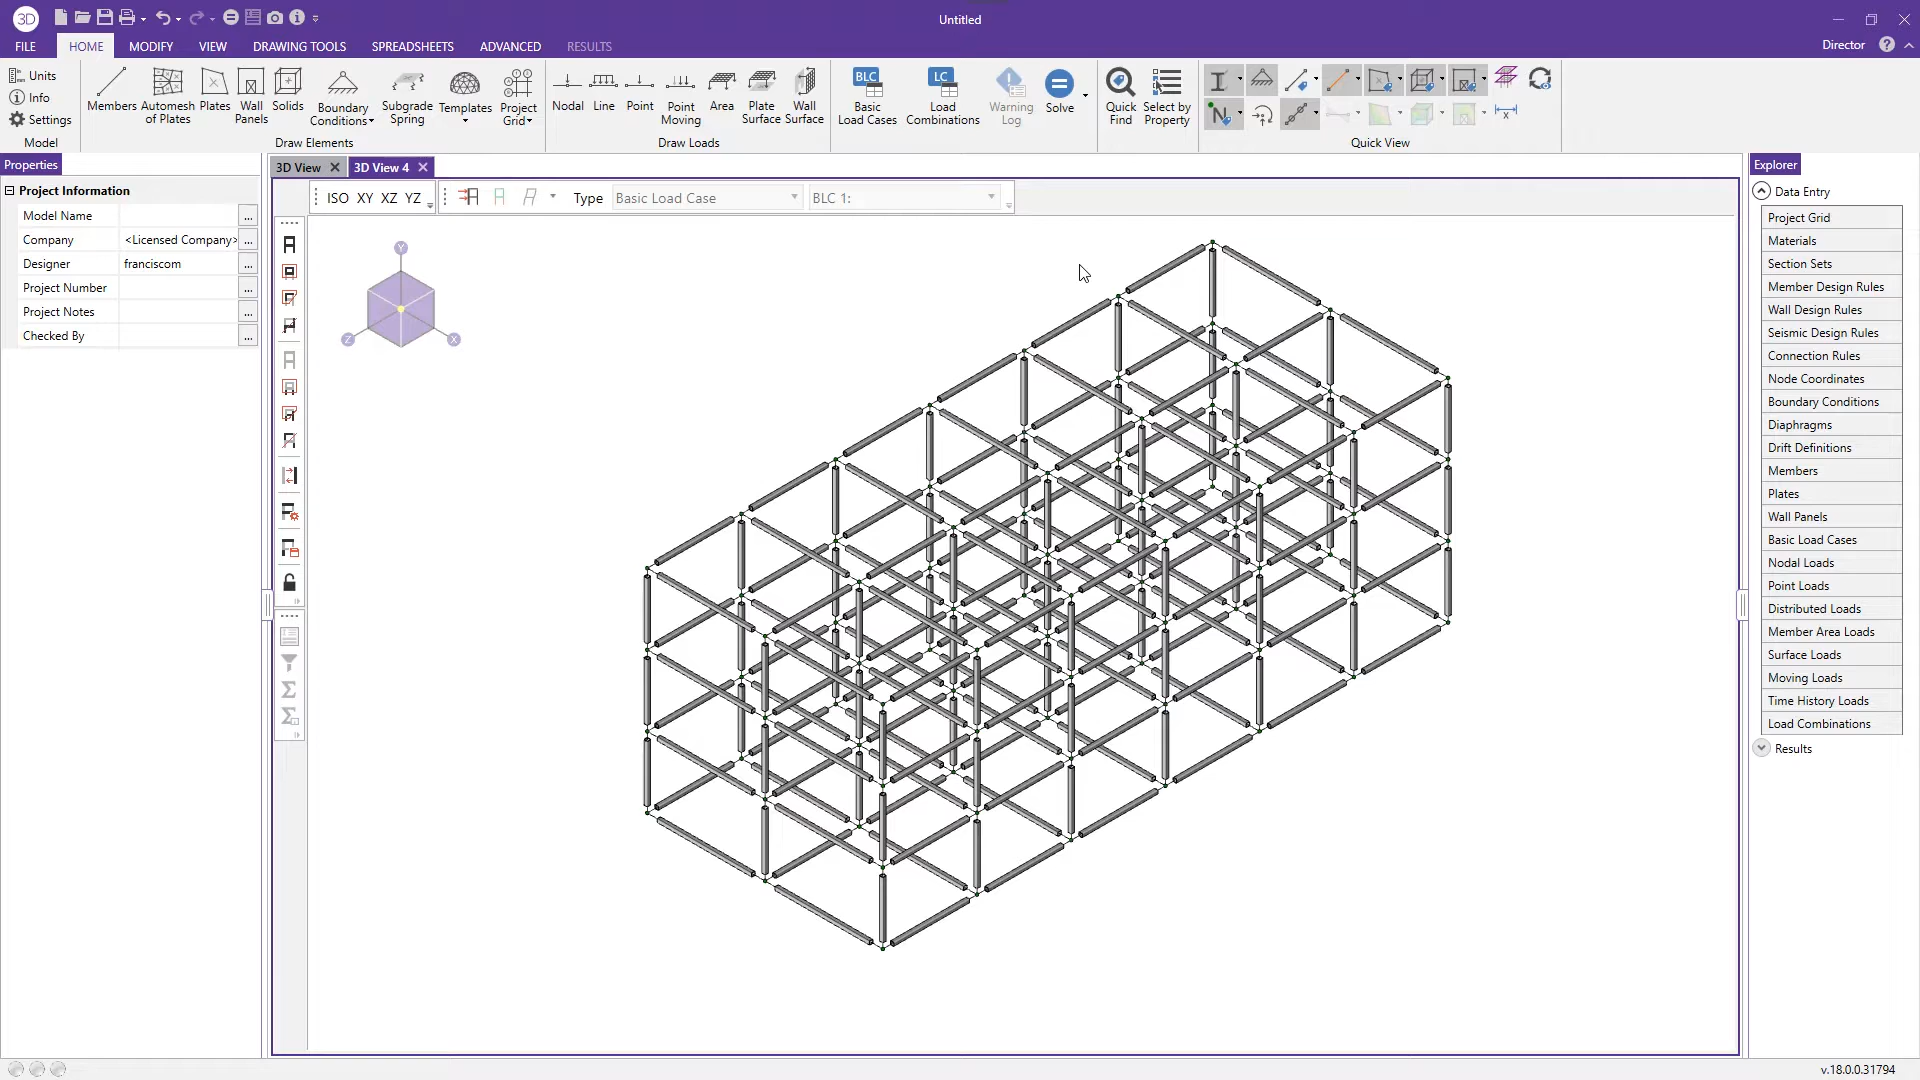 3D
Untitled
FILE HOME MODIFY VIEW DRAWING TOOLS SPREADSHEETS ADVANCED RESULTS
Director
Units
Info
Settings
Model
Members
Automesh
of Plates
Plates
Wall
Panels
Solids
Boundary
Conditions
Subgrade
Spring
Templates
Project
Grid
Draw Elements
Nodal
Line
Point
Point
Moving
Area
Plate
Surface
Wall
Surface
Draw Loads
BLC
Basic
Load Cases
LC
Load
Combinations
Warning
Log
Solve
Quick
Find
Select by
Property
Quick View
Properties
Project Information
Model Name ...
Company <Licensed Company> ...
Designer franciscom ...
Project Number ...
Project Notes ...
Checked By ...
3D View
3D View 4
ISO XY XZ YZ
Type Basic Load Case BLC 1:
Y
Z
X
Explorer
Data Entry
Project Grid
Materials
Section Sets
Member Design Rules
Wall Design Rules
Seismic Design Rules
Connection Rules
Node Coordinates
Boundary Conditions
Diaphragms
Drift Definitions
Members
Plates
Wall Panels
Basic Load Cases
Nodal Loads
Point Loads
Distributed Loads
Member Area Loads
Surface Loads
Moving Loads
Time History Loads
Load Combinations
Results
v.18.0.0.31794